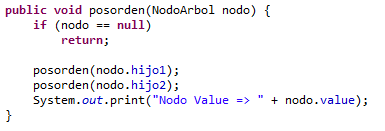 public void posorden(NodoArbol nodo) {
    if (nodo == null)
        return;

    posorden(nodo.hijo1);
    posorden(nodo.hijo2);
    System.out.print("Nodo Value => " + nodo.value);
}